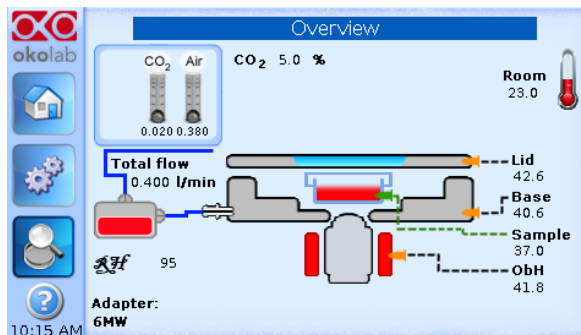 Overview
okolab
CO2 Air
CO2 5.0 %
Room
23.0
0.020 0.380
Total flow
0.400 l/min
Lid
42.6
Base
40.6
Sample
37.0
RH 95
ObH
41.8
Adapter:
6MW
?
10:15 AM